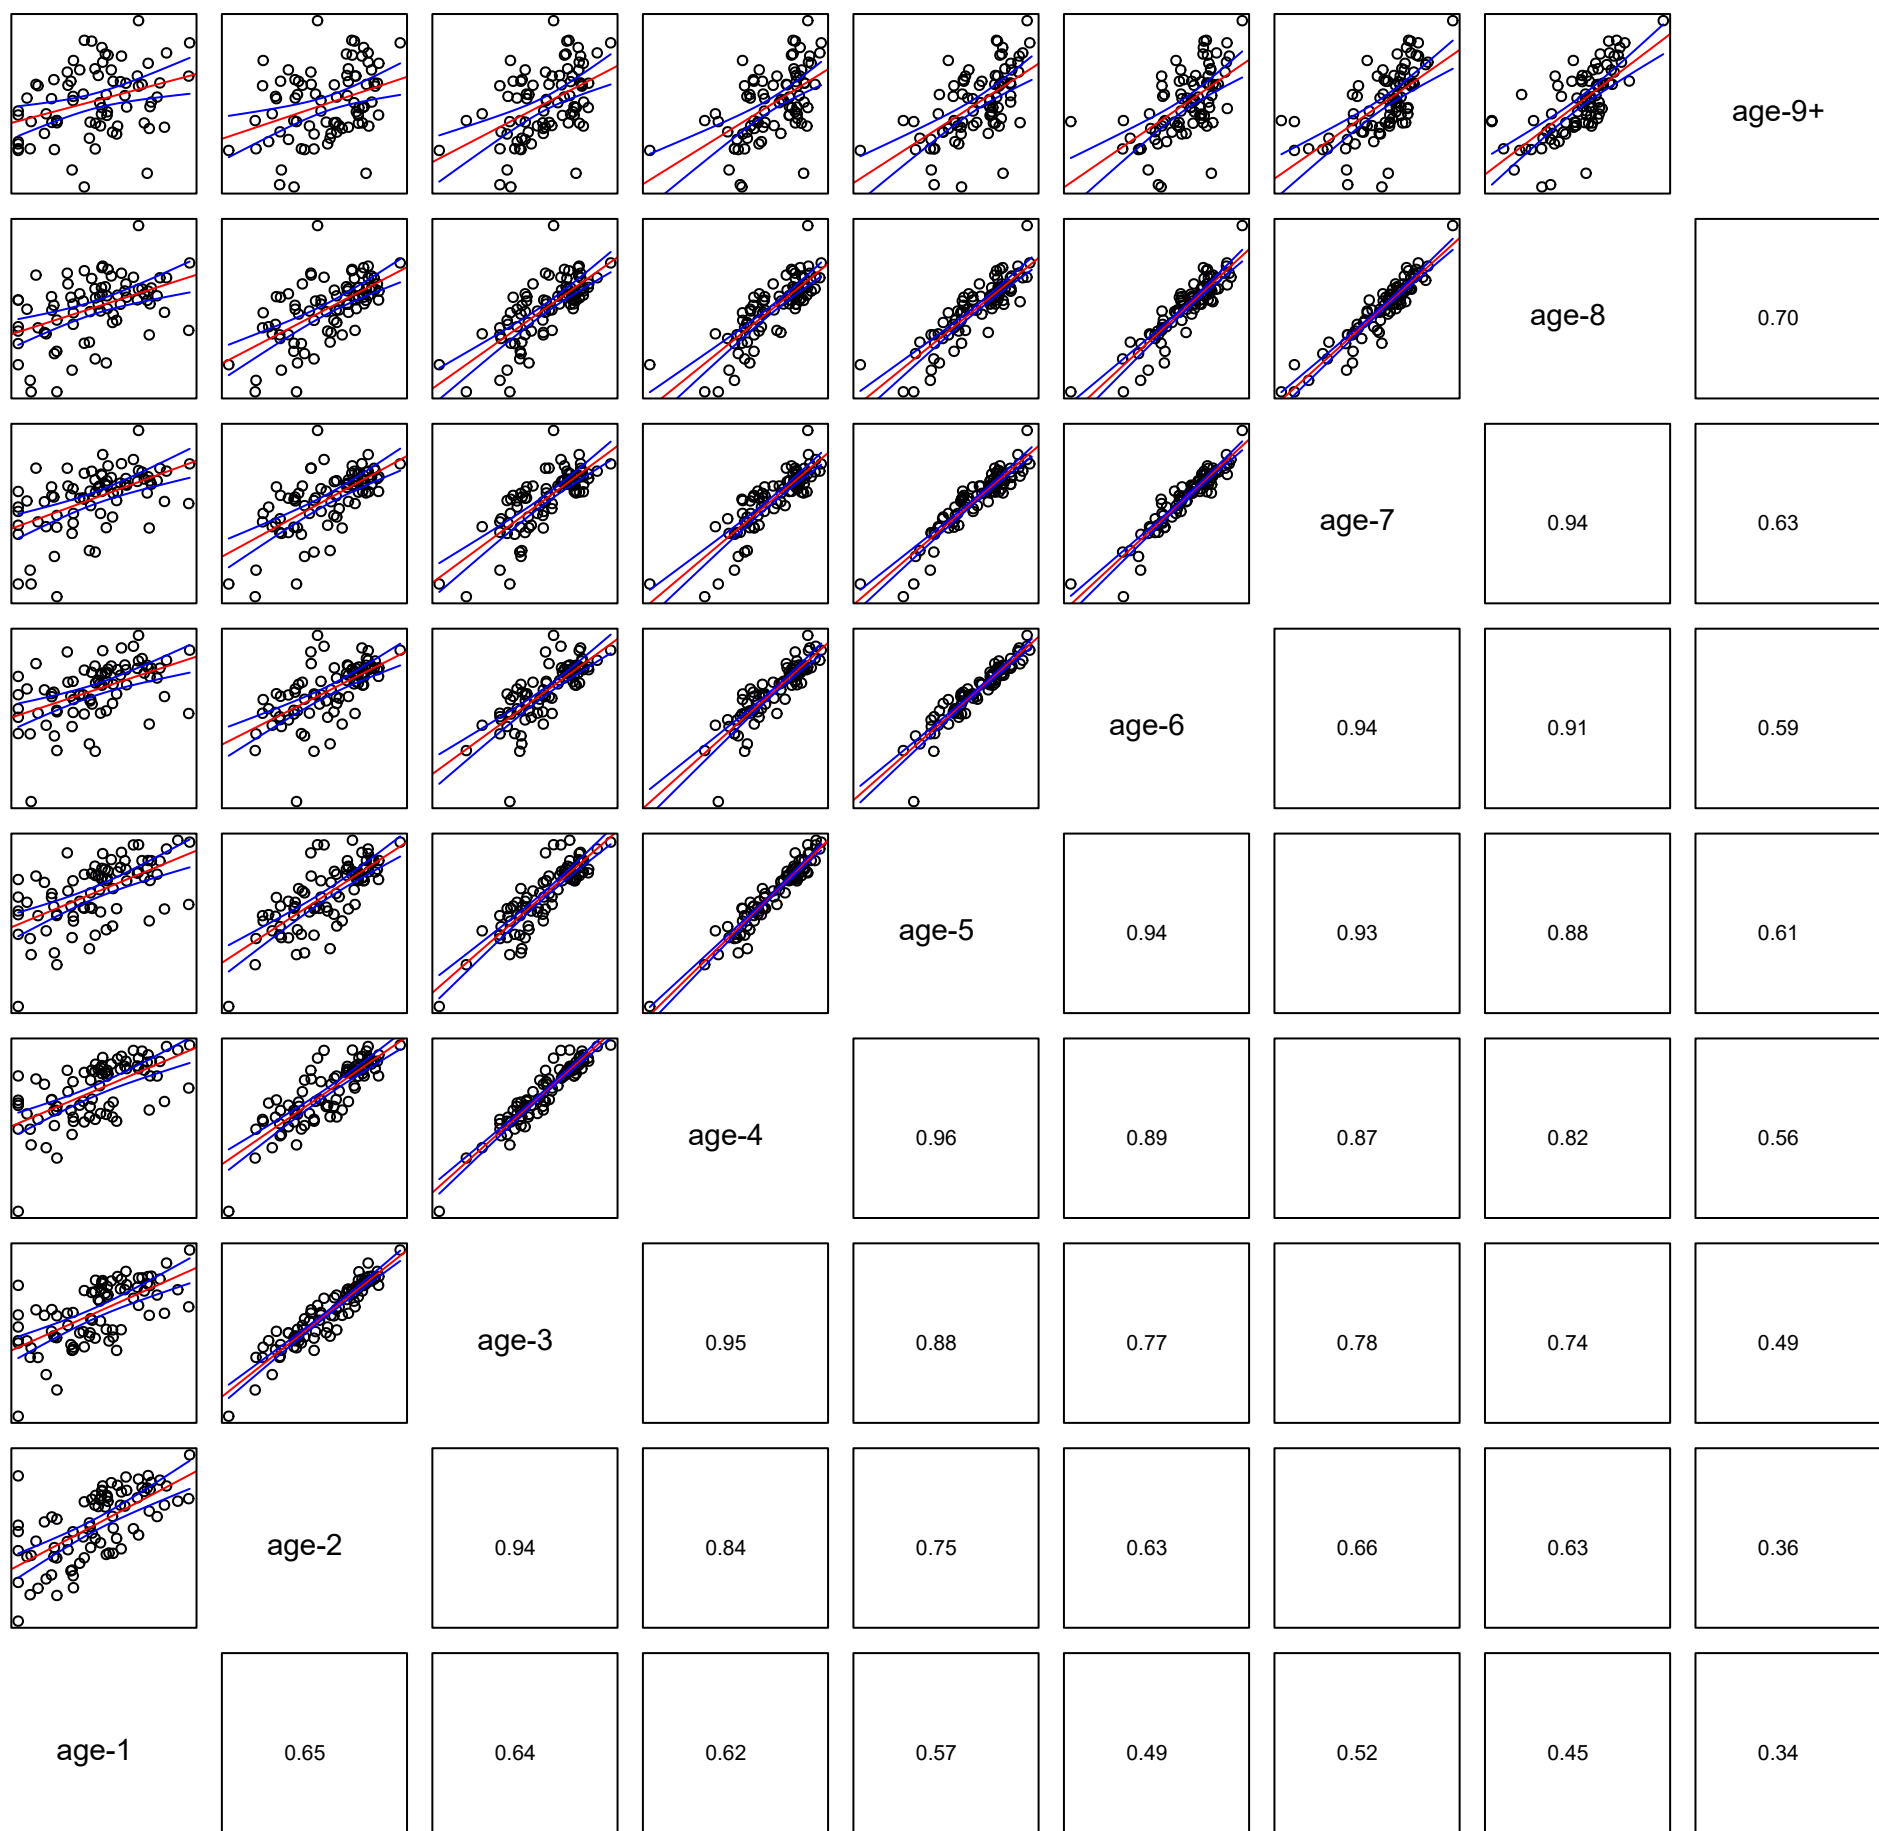 age-9+
age-8 0.70
age-7 0.94 0.63
age-6 0.94 0.91 0.59
age-5 0.94 0.93 0.88 0.61
age-4 0.96 0.89 0.87 0.82 0.56
age-3 0.95 0.88 0.77 0.78 0.74 0.49
age-2 0.94 0.84 0.75 0.63 0.66 0.63 0.36
age-1 0.65 0.64 0.62 0.57 0.49 0.52 0.45 0.34